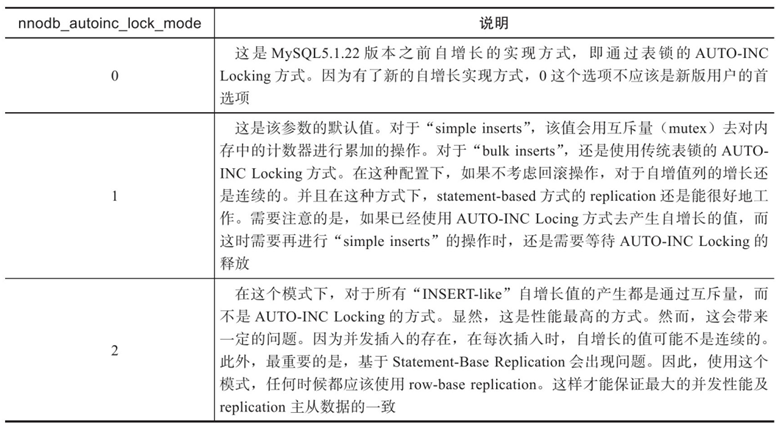 nnodb_autoinc_lock_mode 说明
0
这是 MySQL5.1.22 版本之前自增长的实现方式，即通过表锁的 AUTO-INC
Locking 方式。因为有了新的自增长实现方式，0 这个选项不应该是新版用户的首
选项
1
这是该参数的默认值。对于“simple inserts”，该值会用互斥量（mutex）去对内
存中的计数器进行累加的操作。对于“bulk inserts”，还是使用传统表锁的 AUTO-
INC Locking 方式。在这种配置下，如果不考虑回滚操作，对于自增值列的增长还
是连续的。并且在这种方式下，statement-based 方式的 replication 还是能很好地工
作。需要注意的是，如果已经使用 AUTO-INC Locing 方式去产生自增长的值，而
这时需要再进行“simple inserts”的操作时，还是需要等待 AUTO-INC Locking 的
释放
2
在这个模式下，对于所有“INSERT-like”自增长值的产生都是通过互斥量，而
不是 AUTO-INC Locking 的方式。显然，这是性能最高的方式。然而，这会带来
一定的问题。因为并发插入的存在，在每次插入时，自增长的值可能不是连续的。
此外，最重要的是，基于 Statement-Base Replication 会出现问题。因此，使用这个
模式，任何时候都应该使用 row-base replication。这样才能保证最大的并发性能及
replication 主从数据的一致